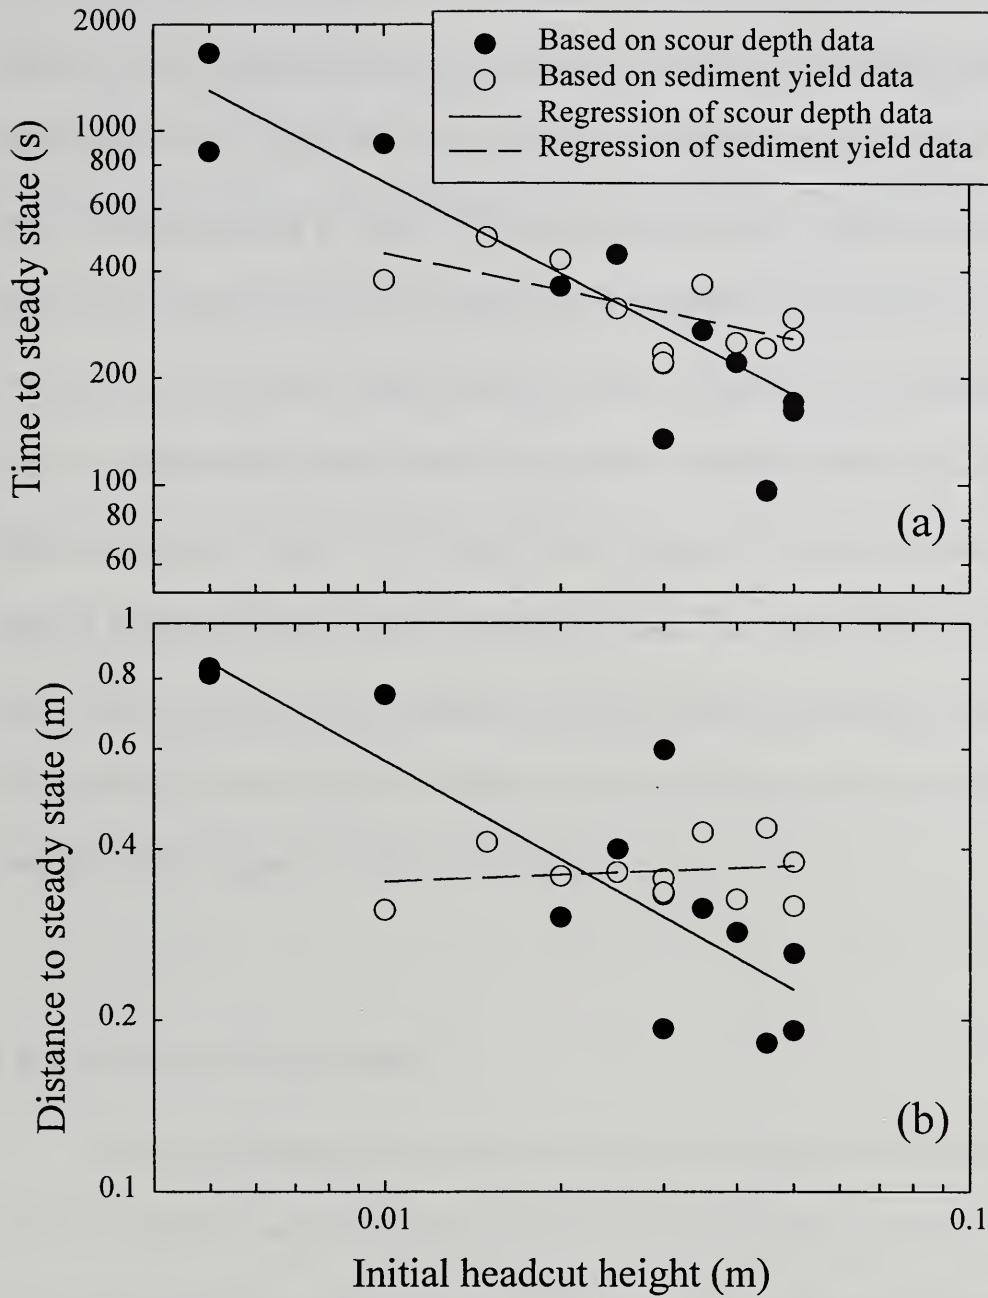 2000
1000
800
600
400
200
100
80
60
Time to steady state (s)
Based on scour depth data
Based on sediment yield data
Regression of scour depth data
Regression of sediment yield data
(a)
1
0.8
0.6
0.4
0.2
0.1
Distance to steady state (m)
(b)
0.01
0.1
Initial headcut height (m)